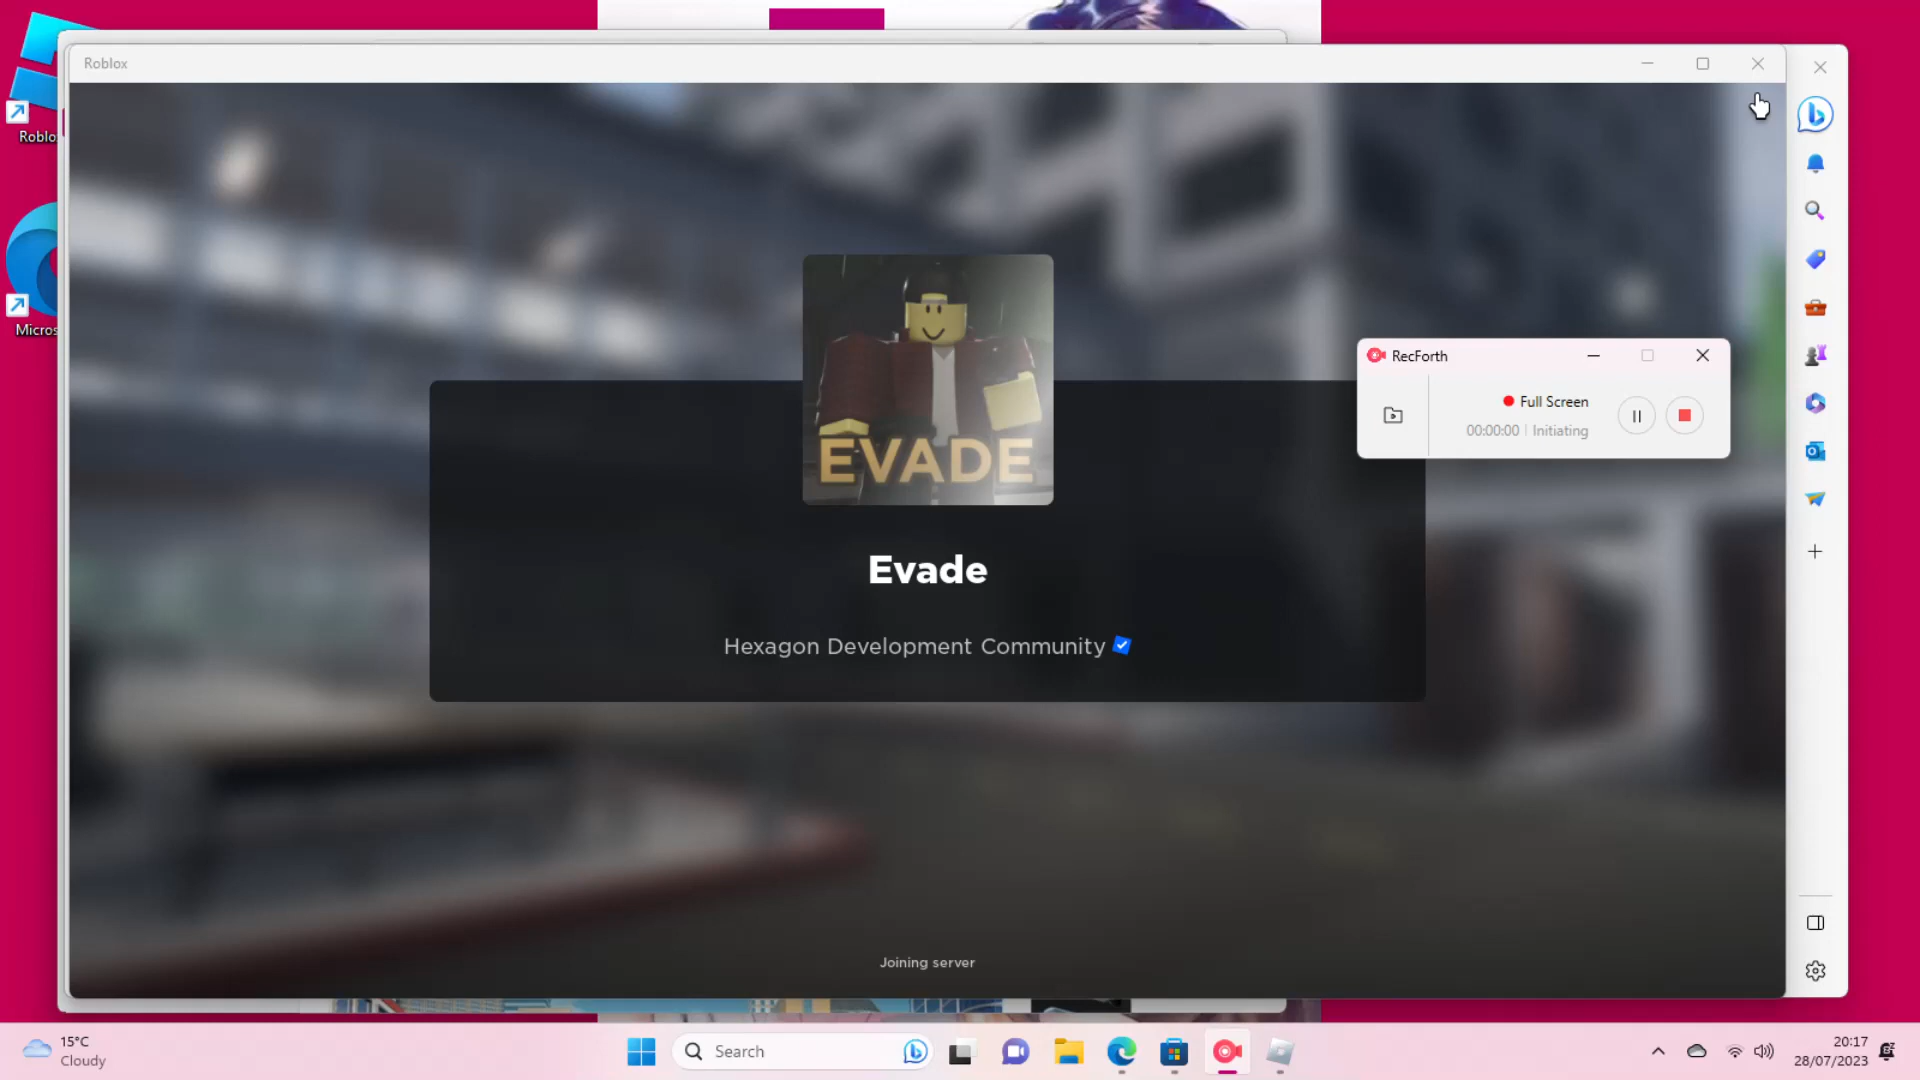 Roblox
Roblo
Micros
EVADE
Evade
Hexagon Development Community
Joining server
RecForth
Full Screen
00:00:00 | Initiating
15°C
Cloudy
Search
20:17
28/07/2023